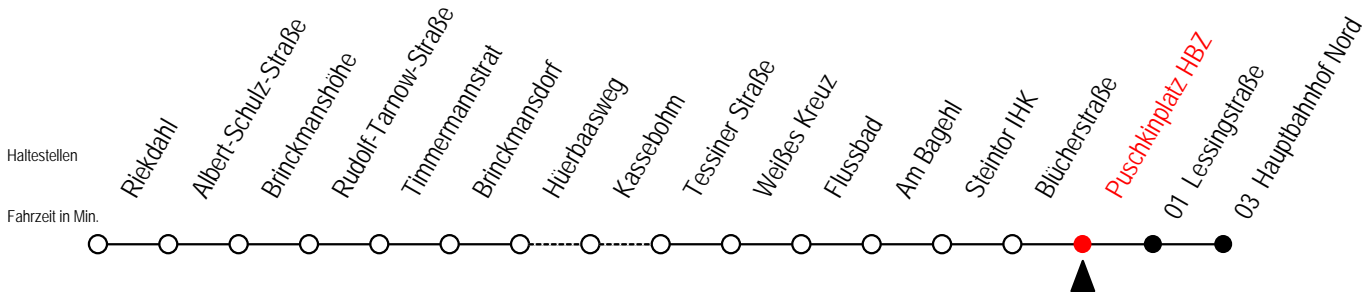 Haltestellen
Fahrzeit in Min.
Riekdahl
Albert-Schulz-Straße
Brinckmanshöhe
Rudolf-Tarnow-Straße
Timmermannstrat
Brinckmansdorf
Hüerbaasweg
Kassebohm
Tessiner Straße
Weißes Kreuz
Flussbad
Am Bagehl
Steintor IHK
Blücherstraße
Puschkinplatz HBZ
01 Lessingstraße
03 Hauptbahnhof Nord